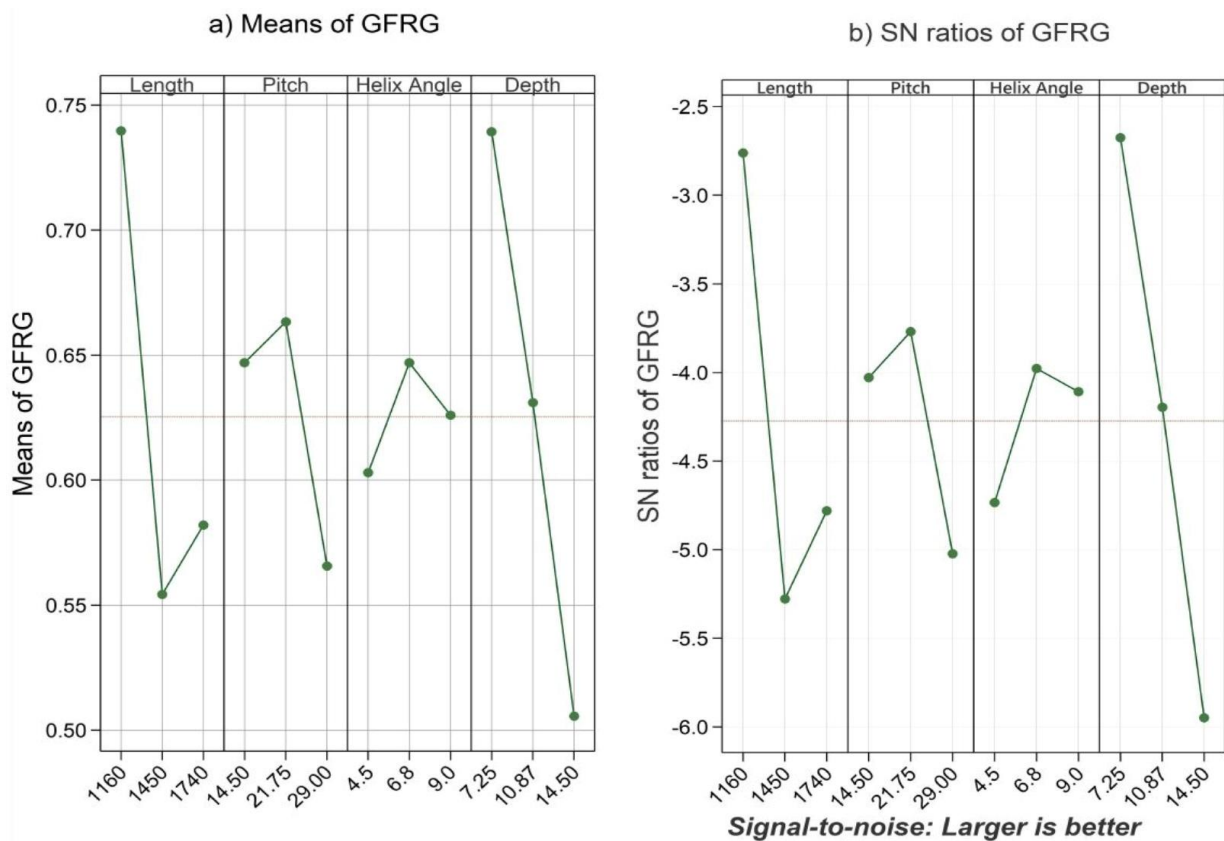 a) Means of GFRG
Length Pitch Helix Angle Depth
Means of GFRG
0.75
0.70
0.65
0.60
0.55
0.50
1160 1450 1740 14.50 21.75 29.00 4.5 6.8 9.0 7.25 10.87 14.50
b) SN ratios of GFRG
Length Pitch Helix Angle Depth
SN ratios of GFRG
-2.5
-3.0
-3.5
-4.0
-4.5
-5.0
-5.5
-6.0
1160 1450 1740 14.50 21.75 29.00 4.5 6.8 9.0 7.25 10.87 14.50
Signal-to-noise: Larger is better